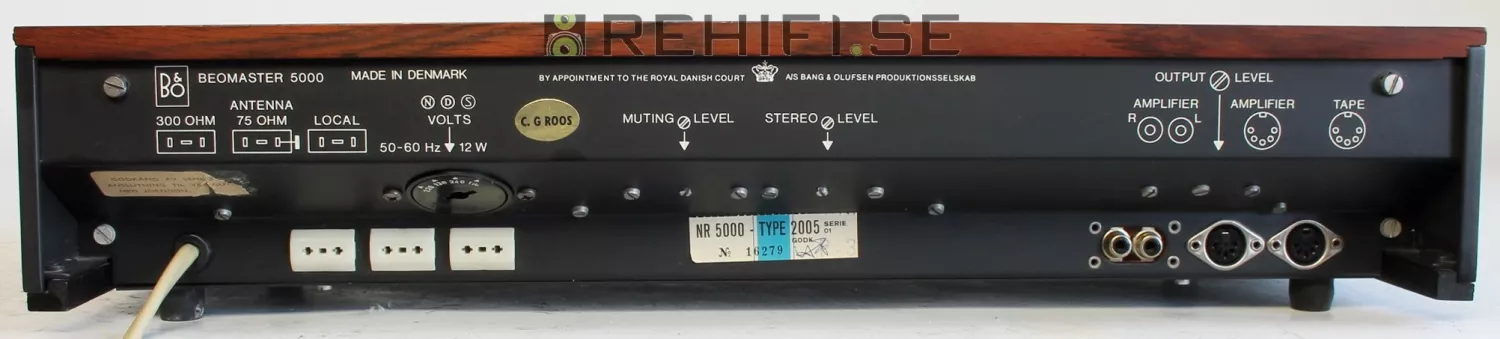 REHIFI.SE
B&O
BEOMASTER 5000
MADE IN DENMARK
BY APPOINTMENT TO THE ROYAL DANISH COURT
A/S BANG & OLUFSEN PRODUKTIONSSELSKAB
OUTPUT LEVEL
ANTENNA
300 OHM
75 OHM
LOCAL
N D S
VOLTS
50-60 Hz 12 W
C. G ROOS
MUTING LEVEL
STEREO LEVEL
AMPLIFIER
R L
AMPLIFIER
TAPE
240
NR 5000 - TYPE 2005 SERIE 01
GODK.
№ 16279